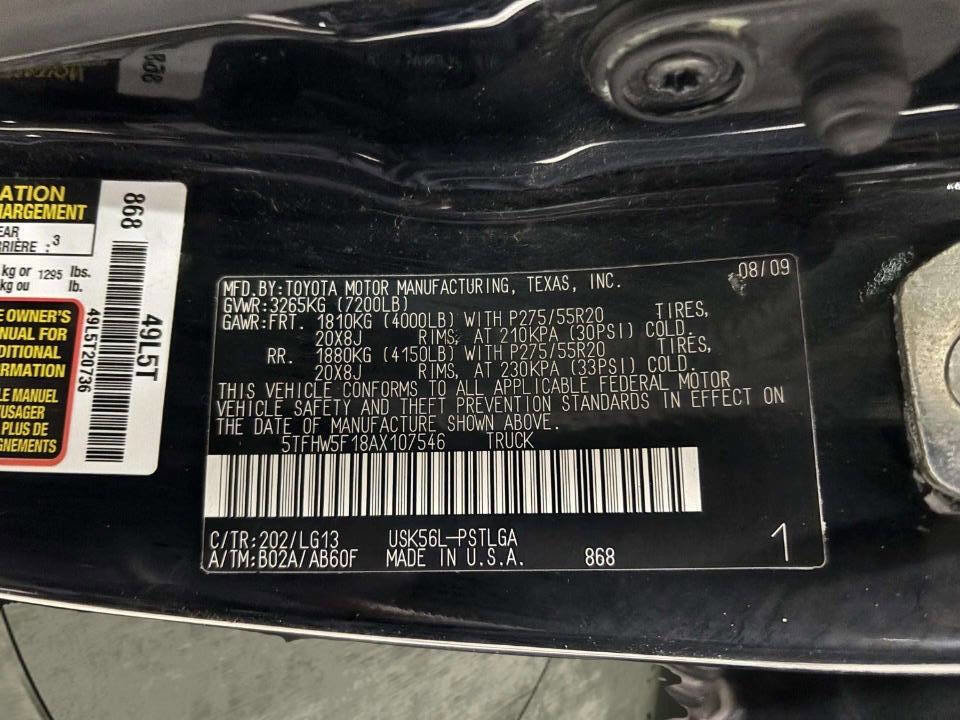 ATION
HARGEMENT
EAR
RRIÈRE : 3
kg or 1295 lbs.
kg ou lb.
E OWNER'S
NUAL FOR
DITIONAL
ORMATION
LE MANUEL
USAGER
PLUS DE
GNEMENTS
868
49L5T
49L5T20736
MFD. BY: TOYOTA MOTOR MANUFACTURING, TEXAS, INC. 08/09
GVWR: 3265KG (7200LB)
GAWR: FRT. 1810KG (4000LB) WITH P275/55R20 TIRES,
20X8J RIMS, AT 210KPA (30PSI) COLD.
RR. 1880KG (4150LB) WITH P275/55R20 TIRES,
20X8J RIMS, AT 230KPA (33PSI) COLD.
THIS VEHICLE CONFORMS TO ALL APPLICABLE FEDERAL MOTOR
VEHICLE SAFETY AND THEFT PREVENTION STANDARDS IN EFFECT ON
THE DATE OF MANUFACTURE SHOWN ABOVE.
5TFHW5F18AX107546 TRUCK
C/TR: 202/LG13 USK56L-PSTLGA
A/TM: B02A/AB60F MADE IN U.S.A. 868 1